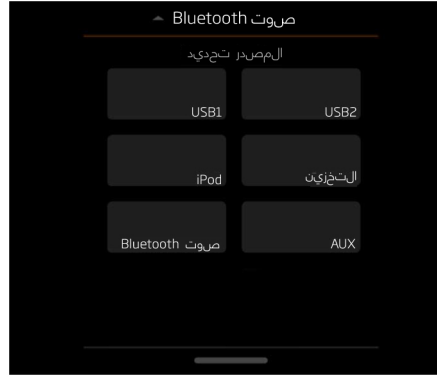 صوت Bluetooth
المصدر تحديد
USB1
USB2
iPod
التخزين
صوت Bluetooth
AUX